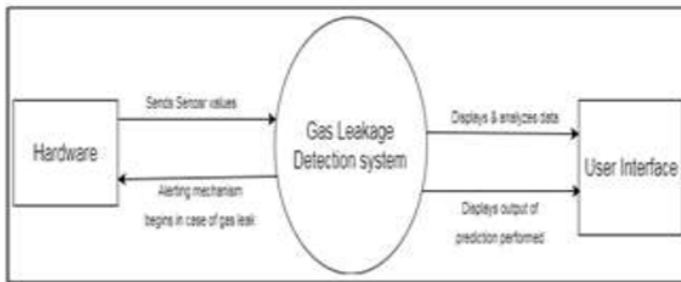 Hardware
Sends Sensar values
Alerting mechanism
begins in case of gas leak
Gas Leakage
Detection system
Displays & analyzes data
Displays output of
prediction performed
User Interface